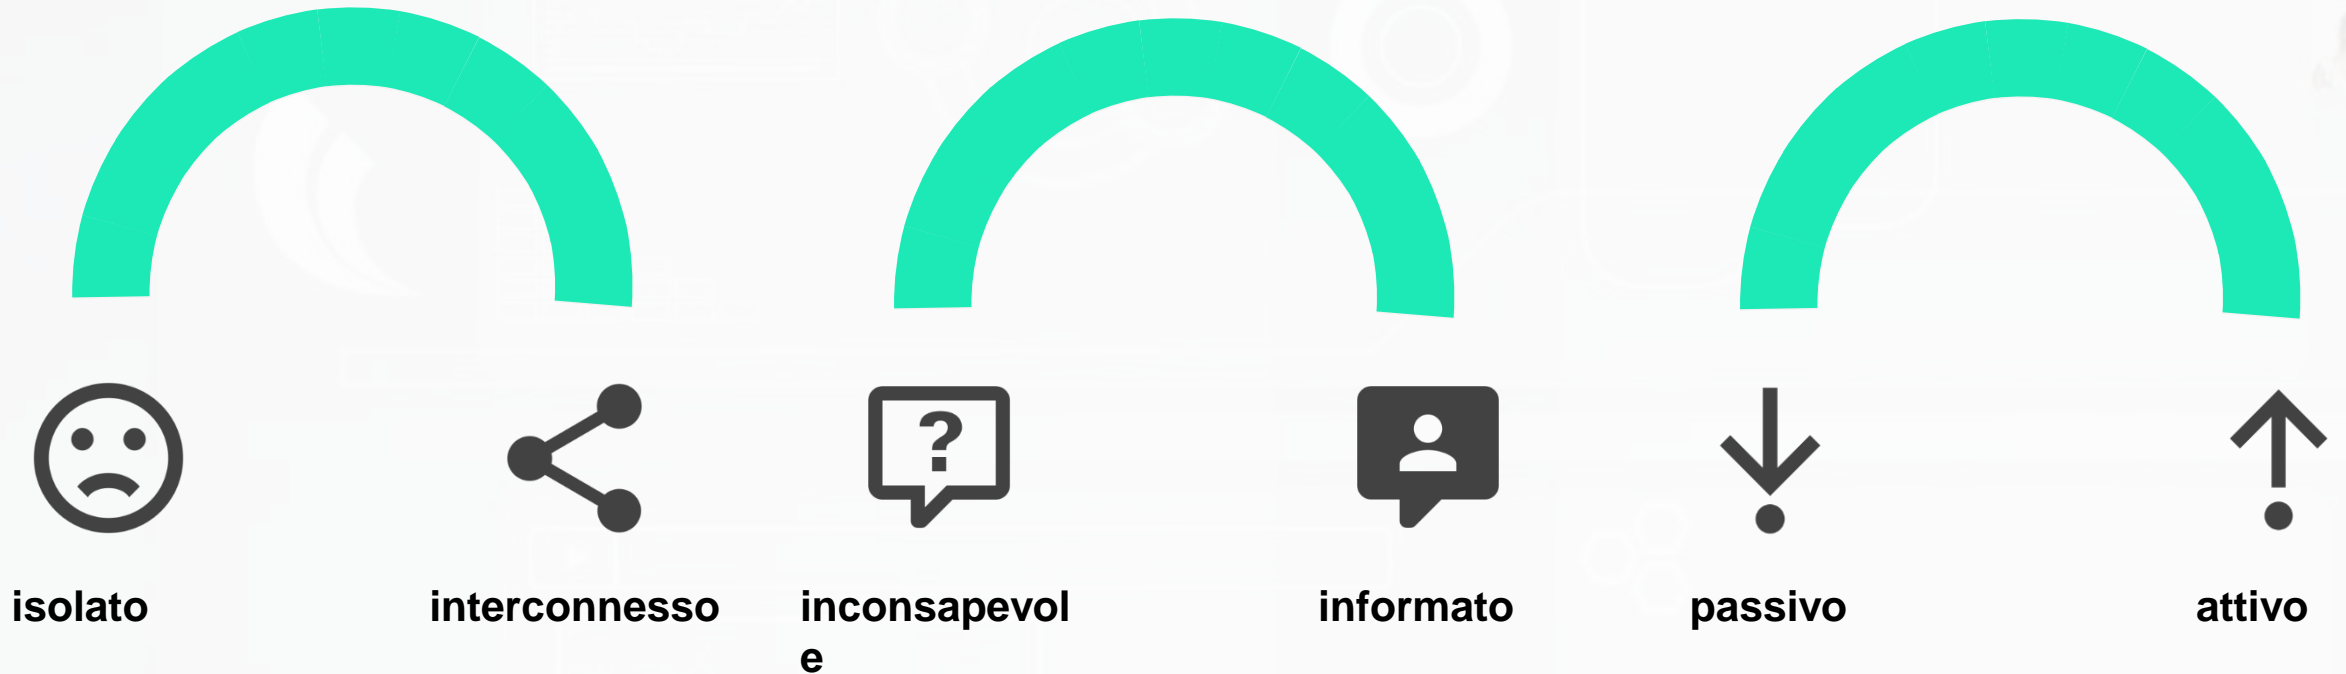 ?
isolato
interconnesso
inconsapevol
e
informato
passivo
attivo